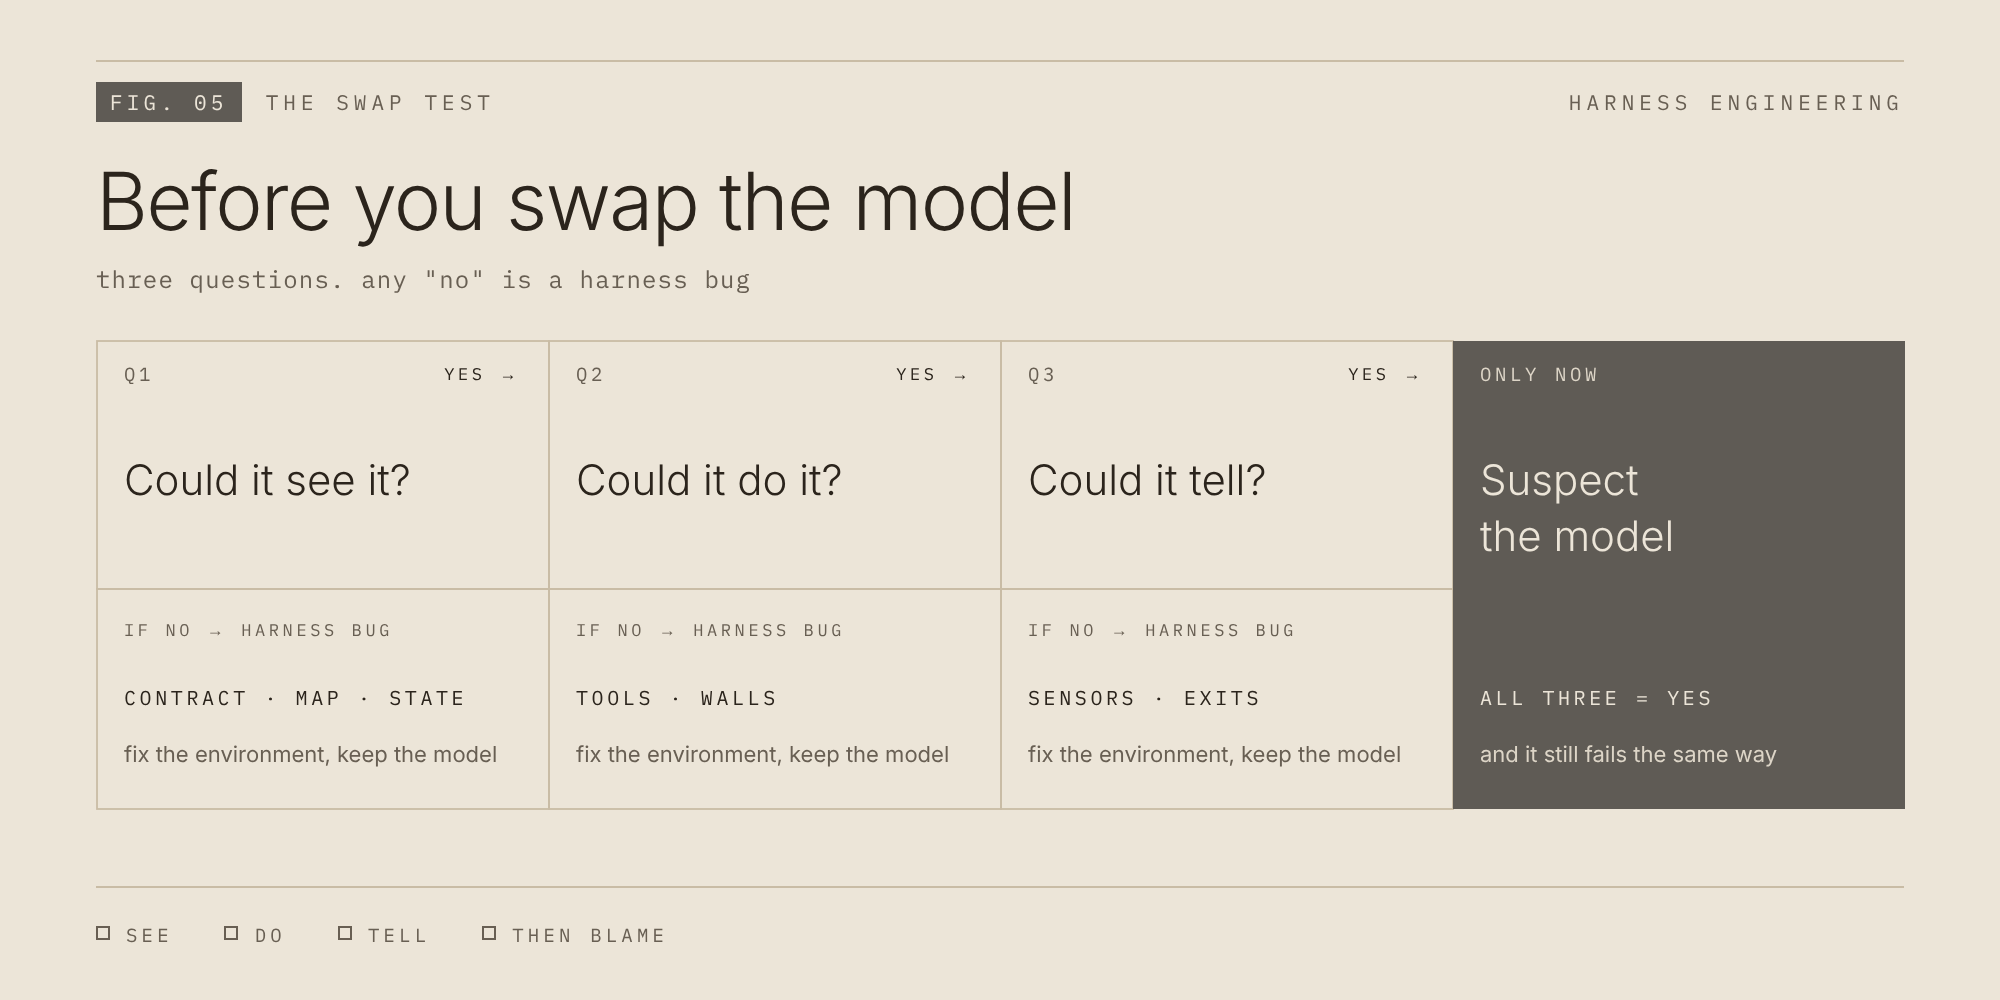 FIG. 05 THE SWAP TEST HARNESS ENGINEERING
Before you swap the model
three questions. any "no" is a harness bug
Q1 YES →
Could it see it?
IF NO → HARNESS BUG
CONTRACT · MAP · STATE
fix the environment, keep the model
Q2 YES →
Could it do it?
IF NO → HARNESS BUG
TOOLS · WALLS
fix the environment, keep the model
Q3 YES →
Could it tell?
IF NO → HARNESS BUG
SENSORS · EXITS
fix the environment, keep the model
ONLY NOW
Suspect
the model
ALL THREE = YES
and it still fails the same way
SEE DO TELL THEN BLAME